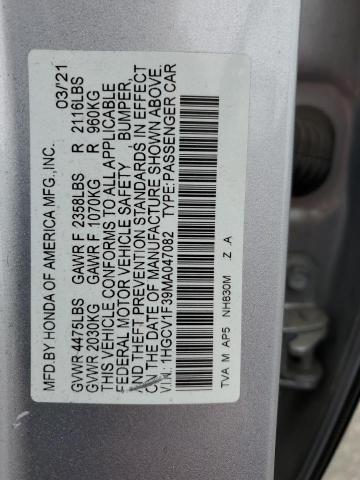 MFD.BY HONDA OF AMERICA MFG.,INC. 03/21
GVWR 4475LBS GAWR F 2358LBS R 2116LBS
GVWR 2030KG GAWR F 1070KG R 960KG
THIS VEHICLE CONFORMS TO ALL APPLICABLE
FEDERAL MOTOR VEHICLE SAFETY , BUMPER,
AND THEFT PREVENTION STANDARDS IN EFFECT
ON THE DATE OF MANUFACTURE SHOWN ABOVE.
V.I.N.: 1HGCV1F39MA047082 TYPE:PASSENGER CAR
TVA M AP5 NH830M Z A